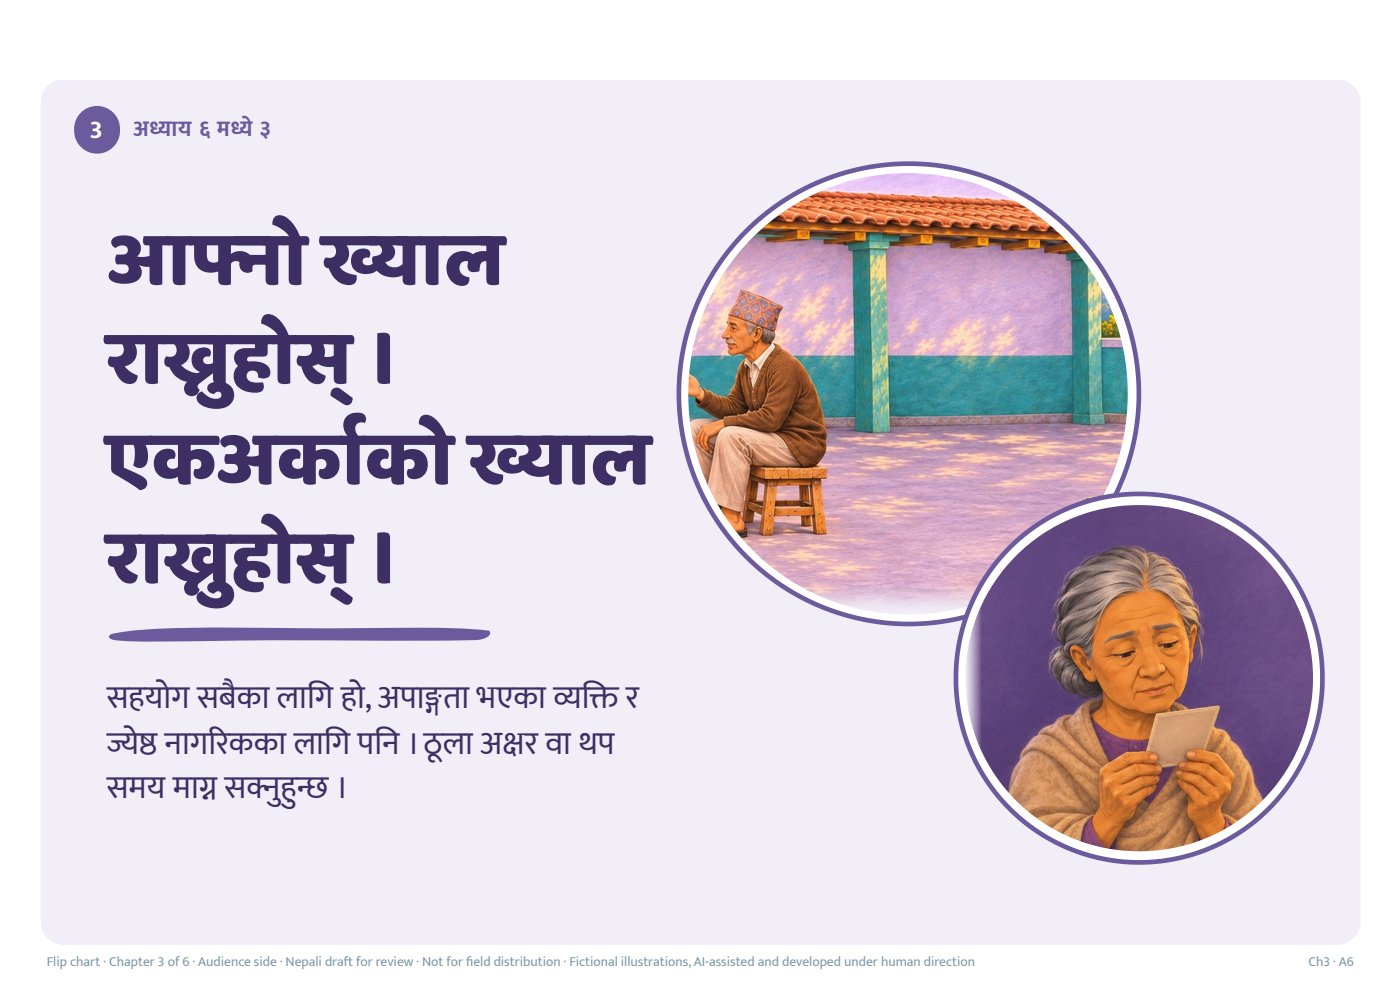 3 अध्याय ६ मध्ये ३
आफ्नो ख्याल
राख्नुहोस् ।
एकअर्काको ख्याल
राख्नुहोस् ।
सहयोग सबैका लागि हो, अपाङ्गता भएका व्यक्ति र
ज्येष्ठ नागरिकका लागि पनि । ठूला अक्षर वा थप
समय माग्न सक्नुहुन्छ ।
Flip chart · Chapter 3 of 6 · Audience side · Nepali draft for review · Not for field distribution · Fictional illustrations, AI-assisted and developed under human direction
Ch3 · A6